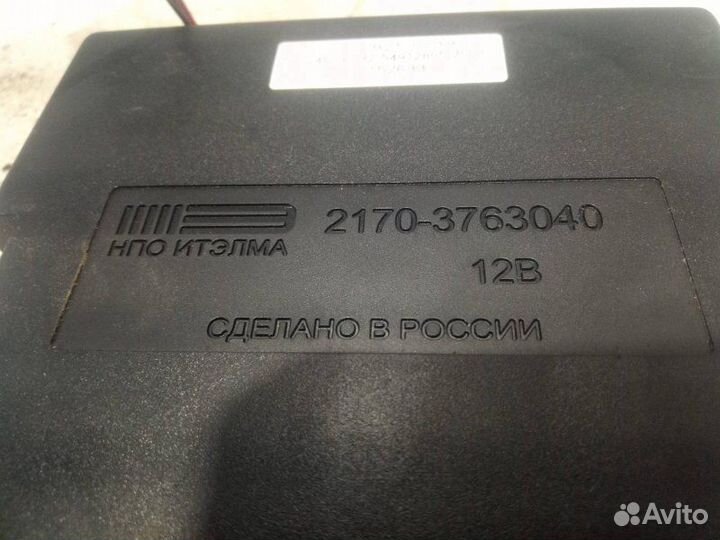 2170-3763040
НПО ИТЭЛМА
12В
СДЕЛАНО В РОССИИ
Avito